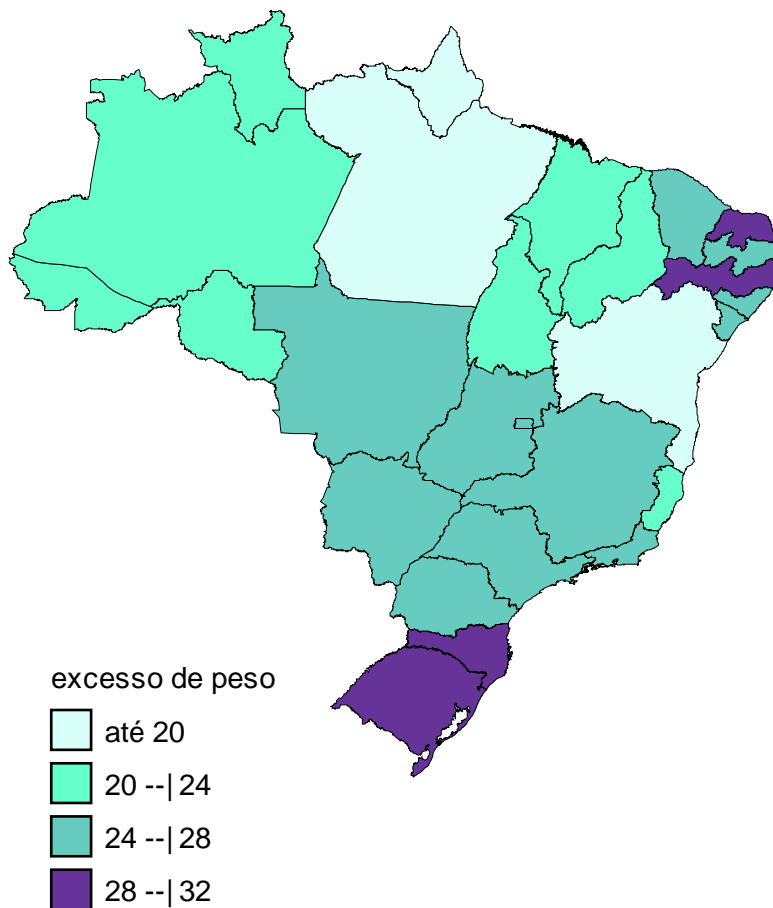 excesso de peso
até 20
20 --| 24
24 --| 28
28 --| 32